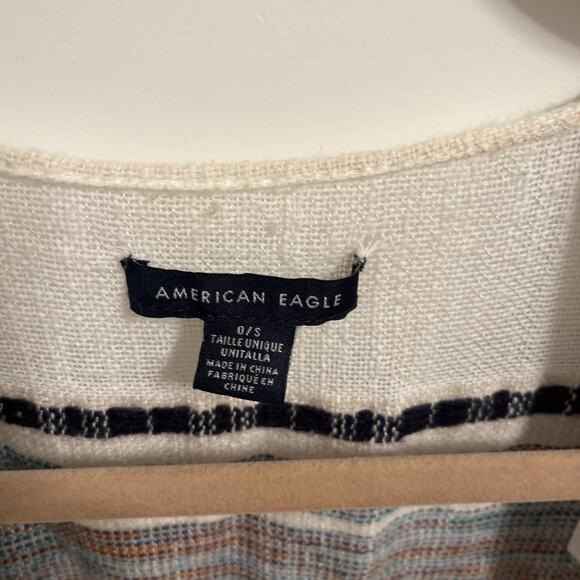 AMERICAN EAGLE
O/S
TAILLE UNIQUE
UNITALLA
MADE IN CHINA
FABRIQUÉ EN
CHINE